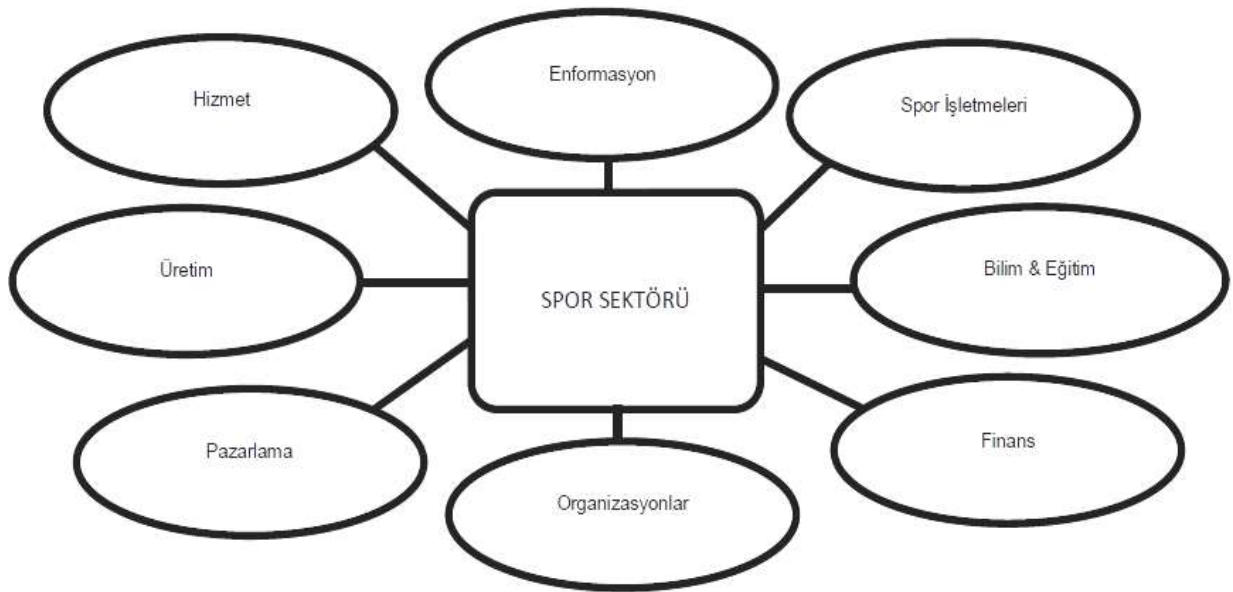 Enformasyon
Hizmet
Spor İşletmeleri
Üretim
Bilim & Eğitim
SPOR SEKTÖRÜ
Pazarlama
Finans
Organizasyonlar